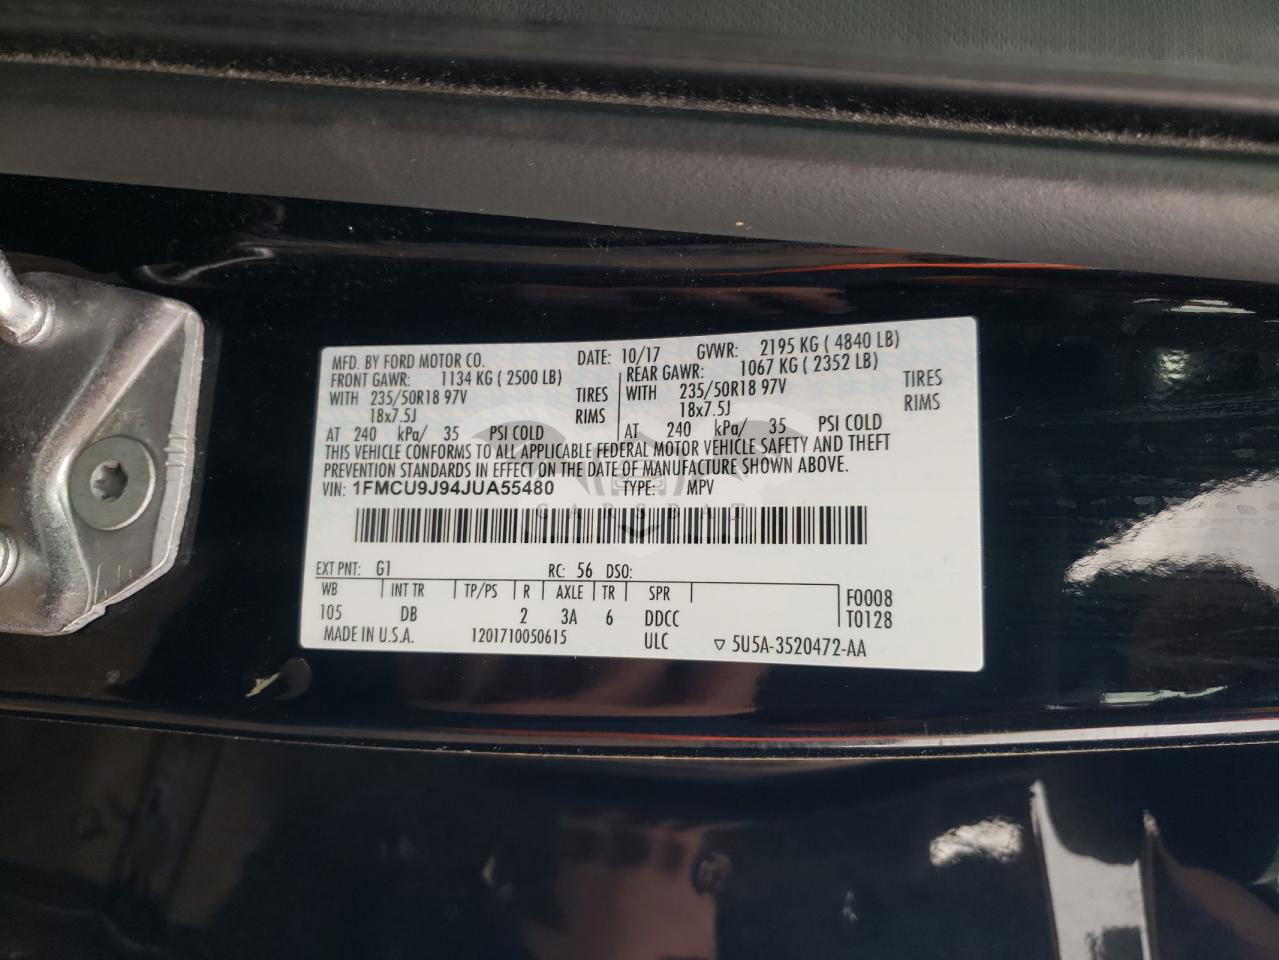 MFD. BY FORD MOTOR CO. DATE: 10/17 GVWR: 2195 KG ( 4840 LB)
FRONT GAWR: 1134 KG ( 2500 LB) REAR GAWR: 1067 KG ( 2352 LB)
WITH 235/50R18 97V TIRES WITH 235/50R18 97V TIRES
18x7.5J RIMS 18x7.5J RIMS
AT 240 kPa/ 35 PSI COLD AT 240 kPa/ 35 PSI COLD
THIS VEHICLE CONFORMS TO ALL APPLICABLE FEDERAL MOTOR VEHICLE SAFETY AND THEFT
PREVENTION STANDARDS IN EFFECT ON THE DATE OF MANUFACTURE SHOWN ABOVE.
VIN: 1FMCU9J94JUA55480 TYPE: MPV
EXT PNT: G1 RC: 56 DSO:
WB INT TR TP/PS R AXLE TR SPR
105 DB 2 3A 6 DDCC
F0008
T0128
MADE IN U.S.A. 1201710050615 ULC ▽ 5U5A-3520472-AA